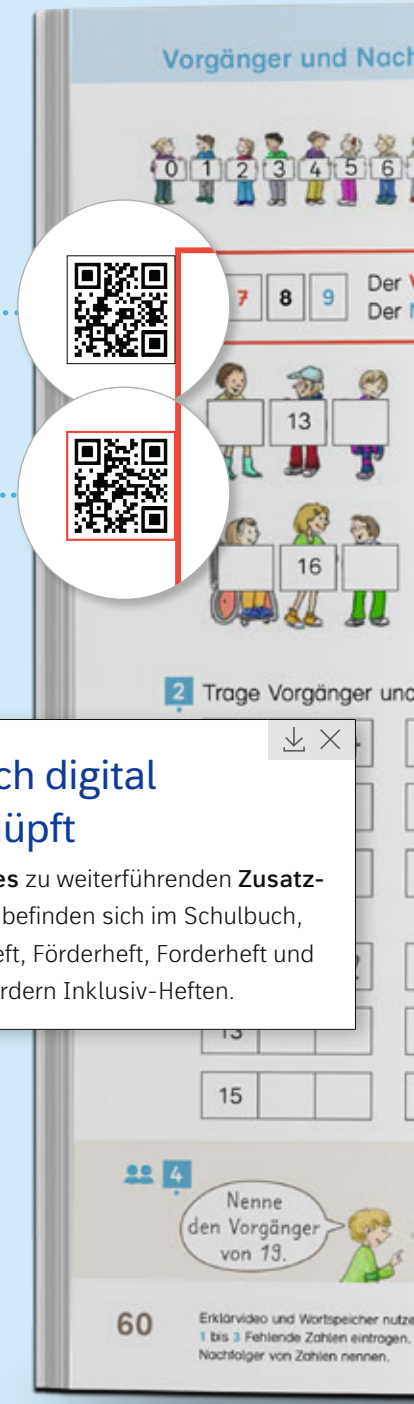 Vorgänger und Nach
0 1 2 3 4 5 6
7 8 9
Der
Der
13
16
2 Trage Vorgänger und
ch digital
üpft
es zu weiterführenden Zusatz-
befinden sich im Schulbuch,
eft, Förderheft, Forderheft und
rdern Inklusiv-Heften.
13
15
4
Nenne
den Vorgänger
von 19.
60
Erklärvideo und Wortspeicher nutze
1 bis 3 Fehlende Zahlen eintragen.
Nachfolger von Zahlen nennen.